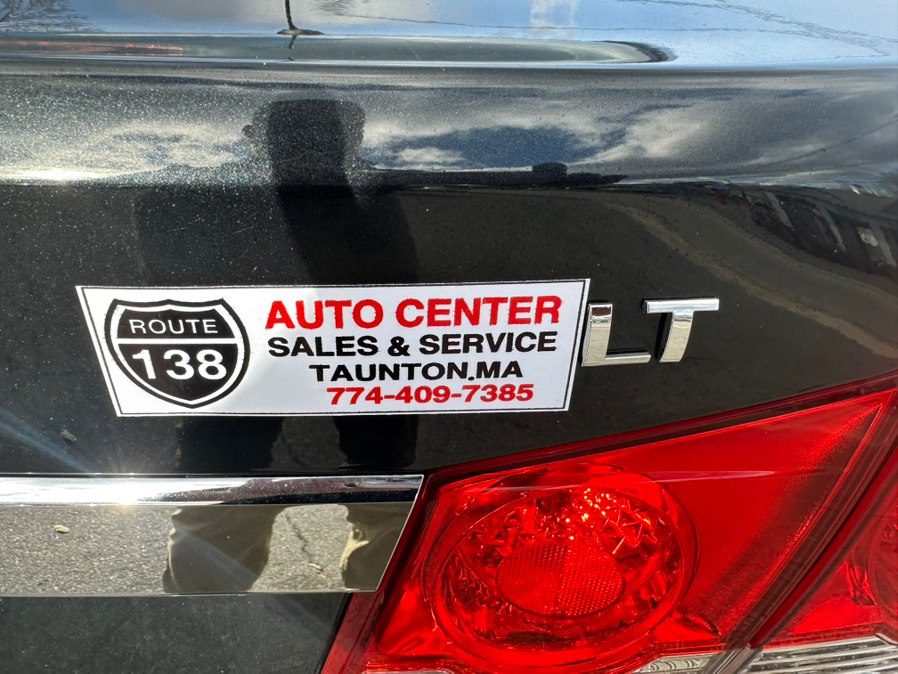 ROUTE
138
AUTO CENTER
SALES & SERVICE
TAUNTON.MA
774-409-7385
LT